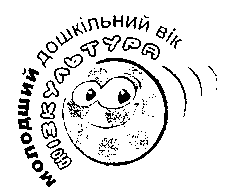 молодший дошкільний вік
ФІЗКУЛЬТУРА